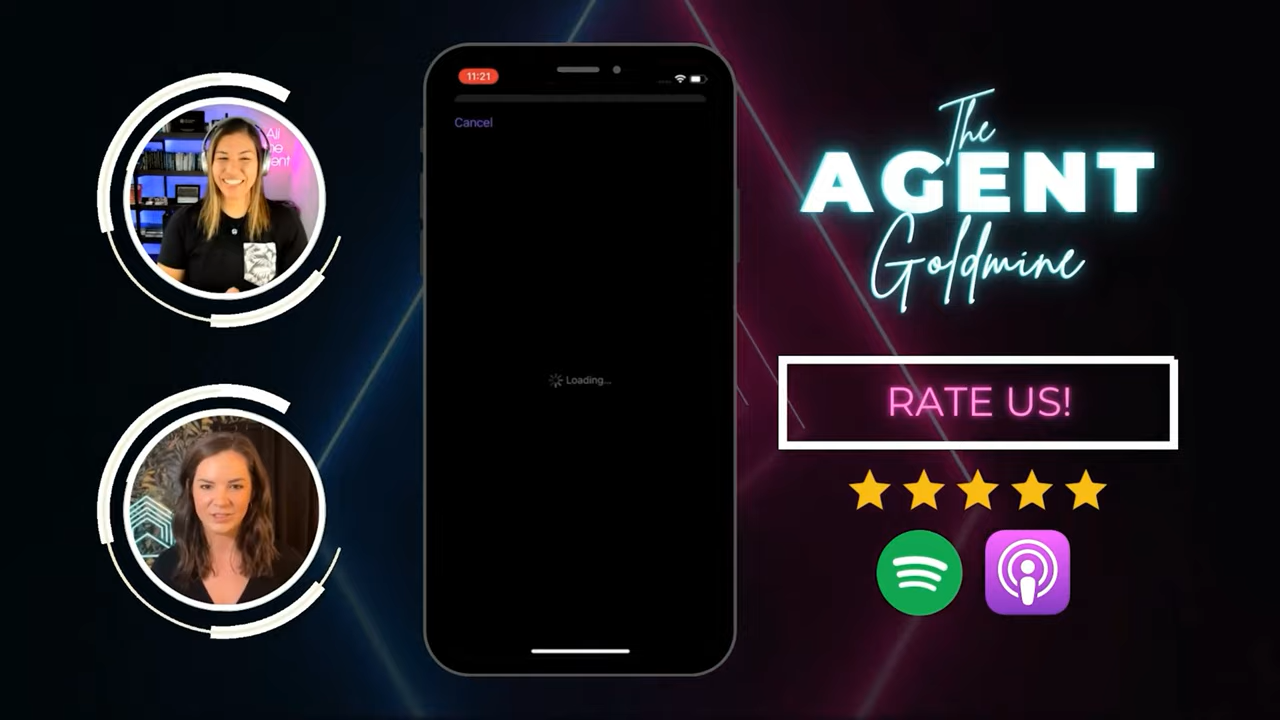 11:21
Cancel
Loading...
The
AGENT
Goldmine
RATE US!